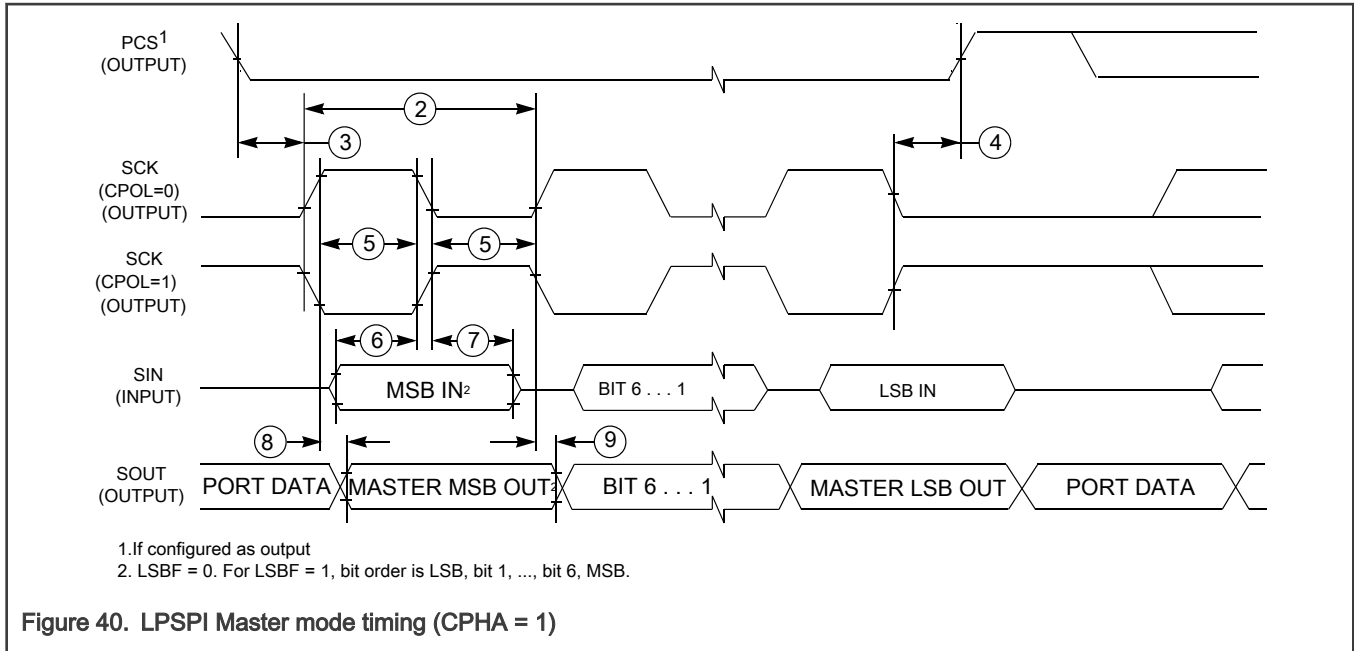 PCS1
(OUTPUT)
2
3
4
SCK
(CPOL=0)
(OUTPUT)
5
5
SCK
(CPOL=1)
(OUTPUT)
6
7
SIN
(INPUT)
MSB IN2
BIT 6 . . . 1
LSB IN
8
9
SOUT
(OUTPUT)
PORT DATA
MASTER MSB OUT2
BIT 6 . . . 1
MASTER LSB OUT
PORT DATA
1.If configured as output
2. LSBF = 0. For LSBF = 1, bit order is LSB, bit 1, ..., bit 6, MSB.
Figure 40. LPSPI Master mode timing (CPHA = 1)